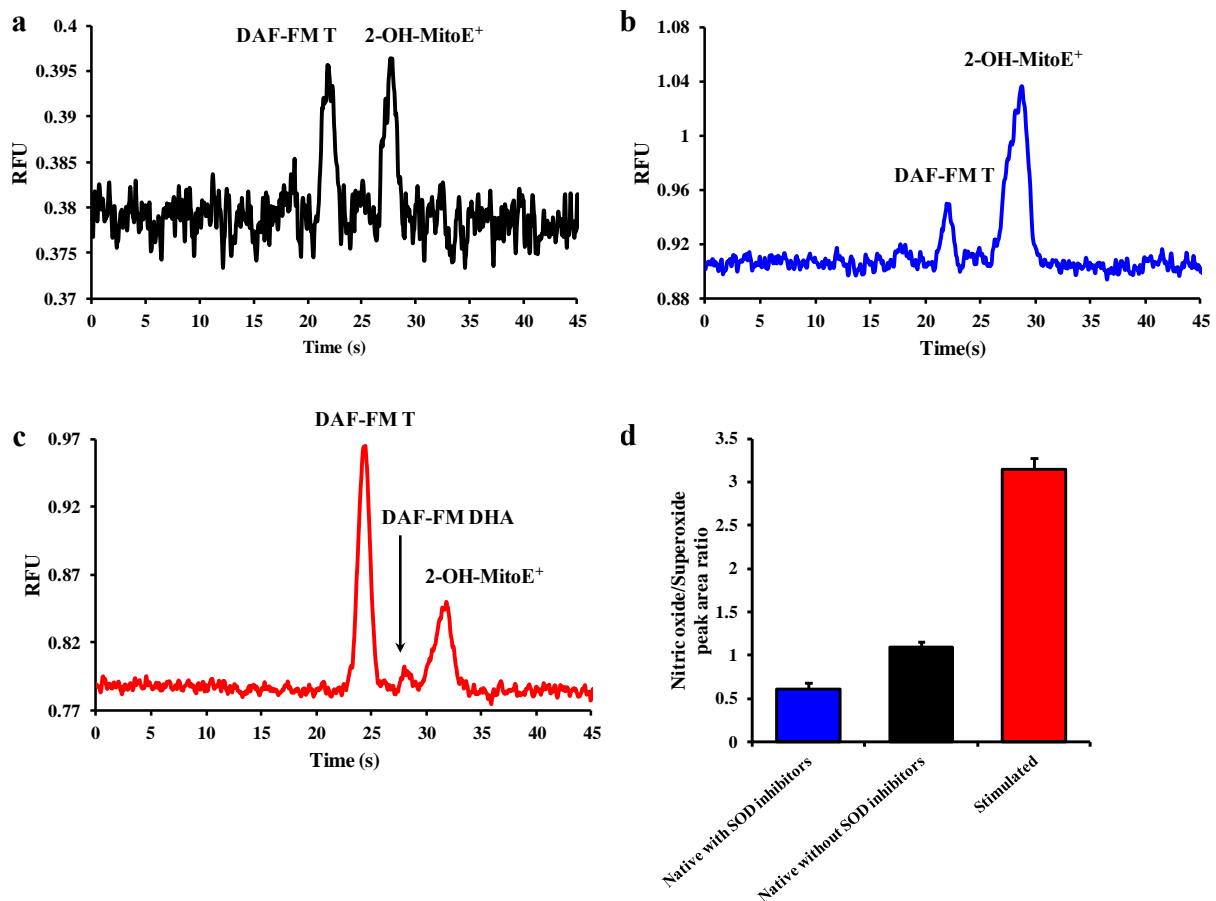 a
DAF-FM T
2-OH-MitoE+
RFU
0.4
0.395
0.39
0.385
0.38
0.375
0.37
0 5 10 15 20 25 30 35 40 45
Time (s)
b
2-OH-MitoE+
DAF-FM T
RFU
1.08
1.04
1
0.96
0.92
0.88
0 5 10 15 20 25 30 35 40 45
Time(s)
c
DAF-FM T
DAF-FM DHA
2-OH-MitoE+
RFU
0.97
0.92
0.87
0.82
0.77
0 5 10 15 20 25 30 35 40 45
Time (s)
d
Nitric oxide/Superoxide
peak area ratio
3.5
3
2.5
2
1.5
1
0.5
0
Native with SOD inhibitors
Native without SOD inhibitors
Stimulated